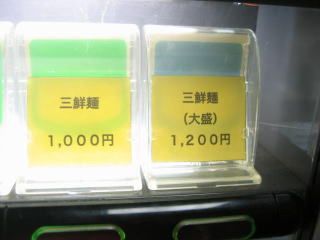 三鮮麺
1,000円
三鮮麺
(大盛)
1,200円